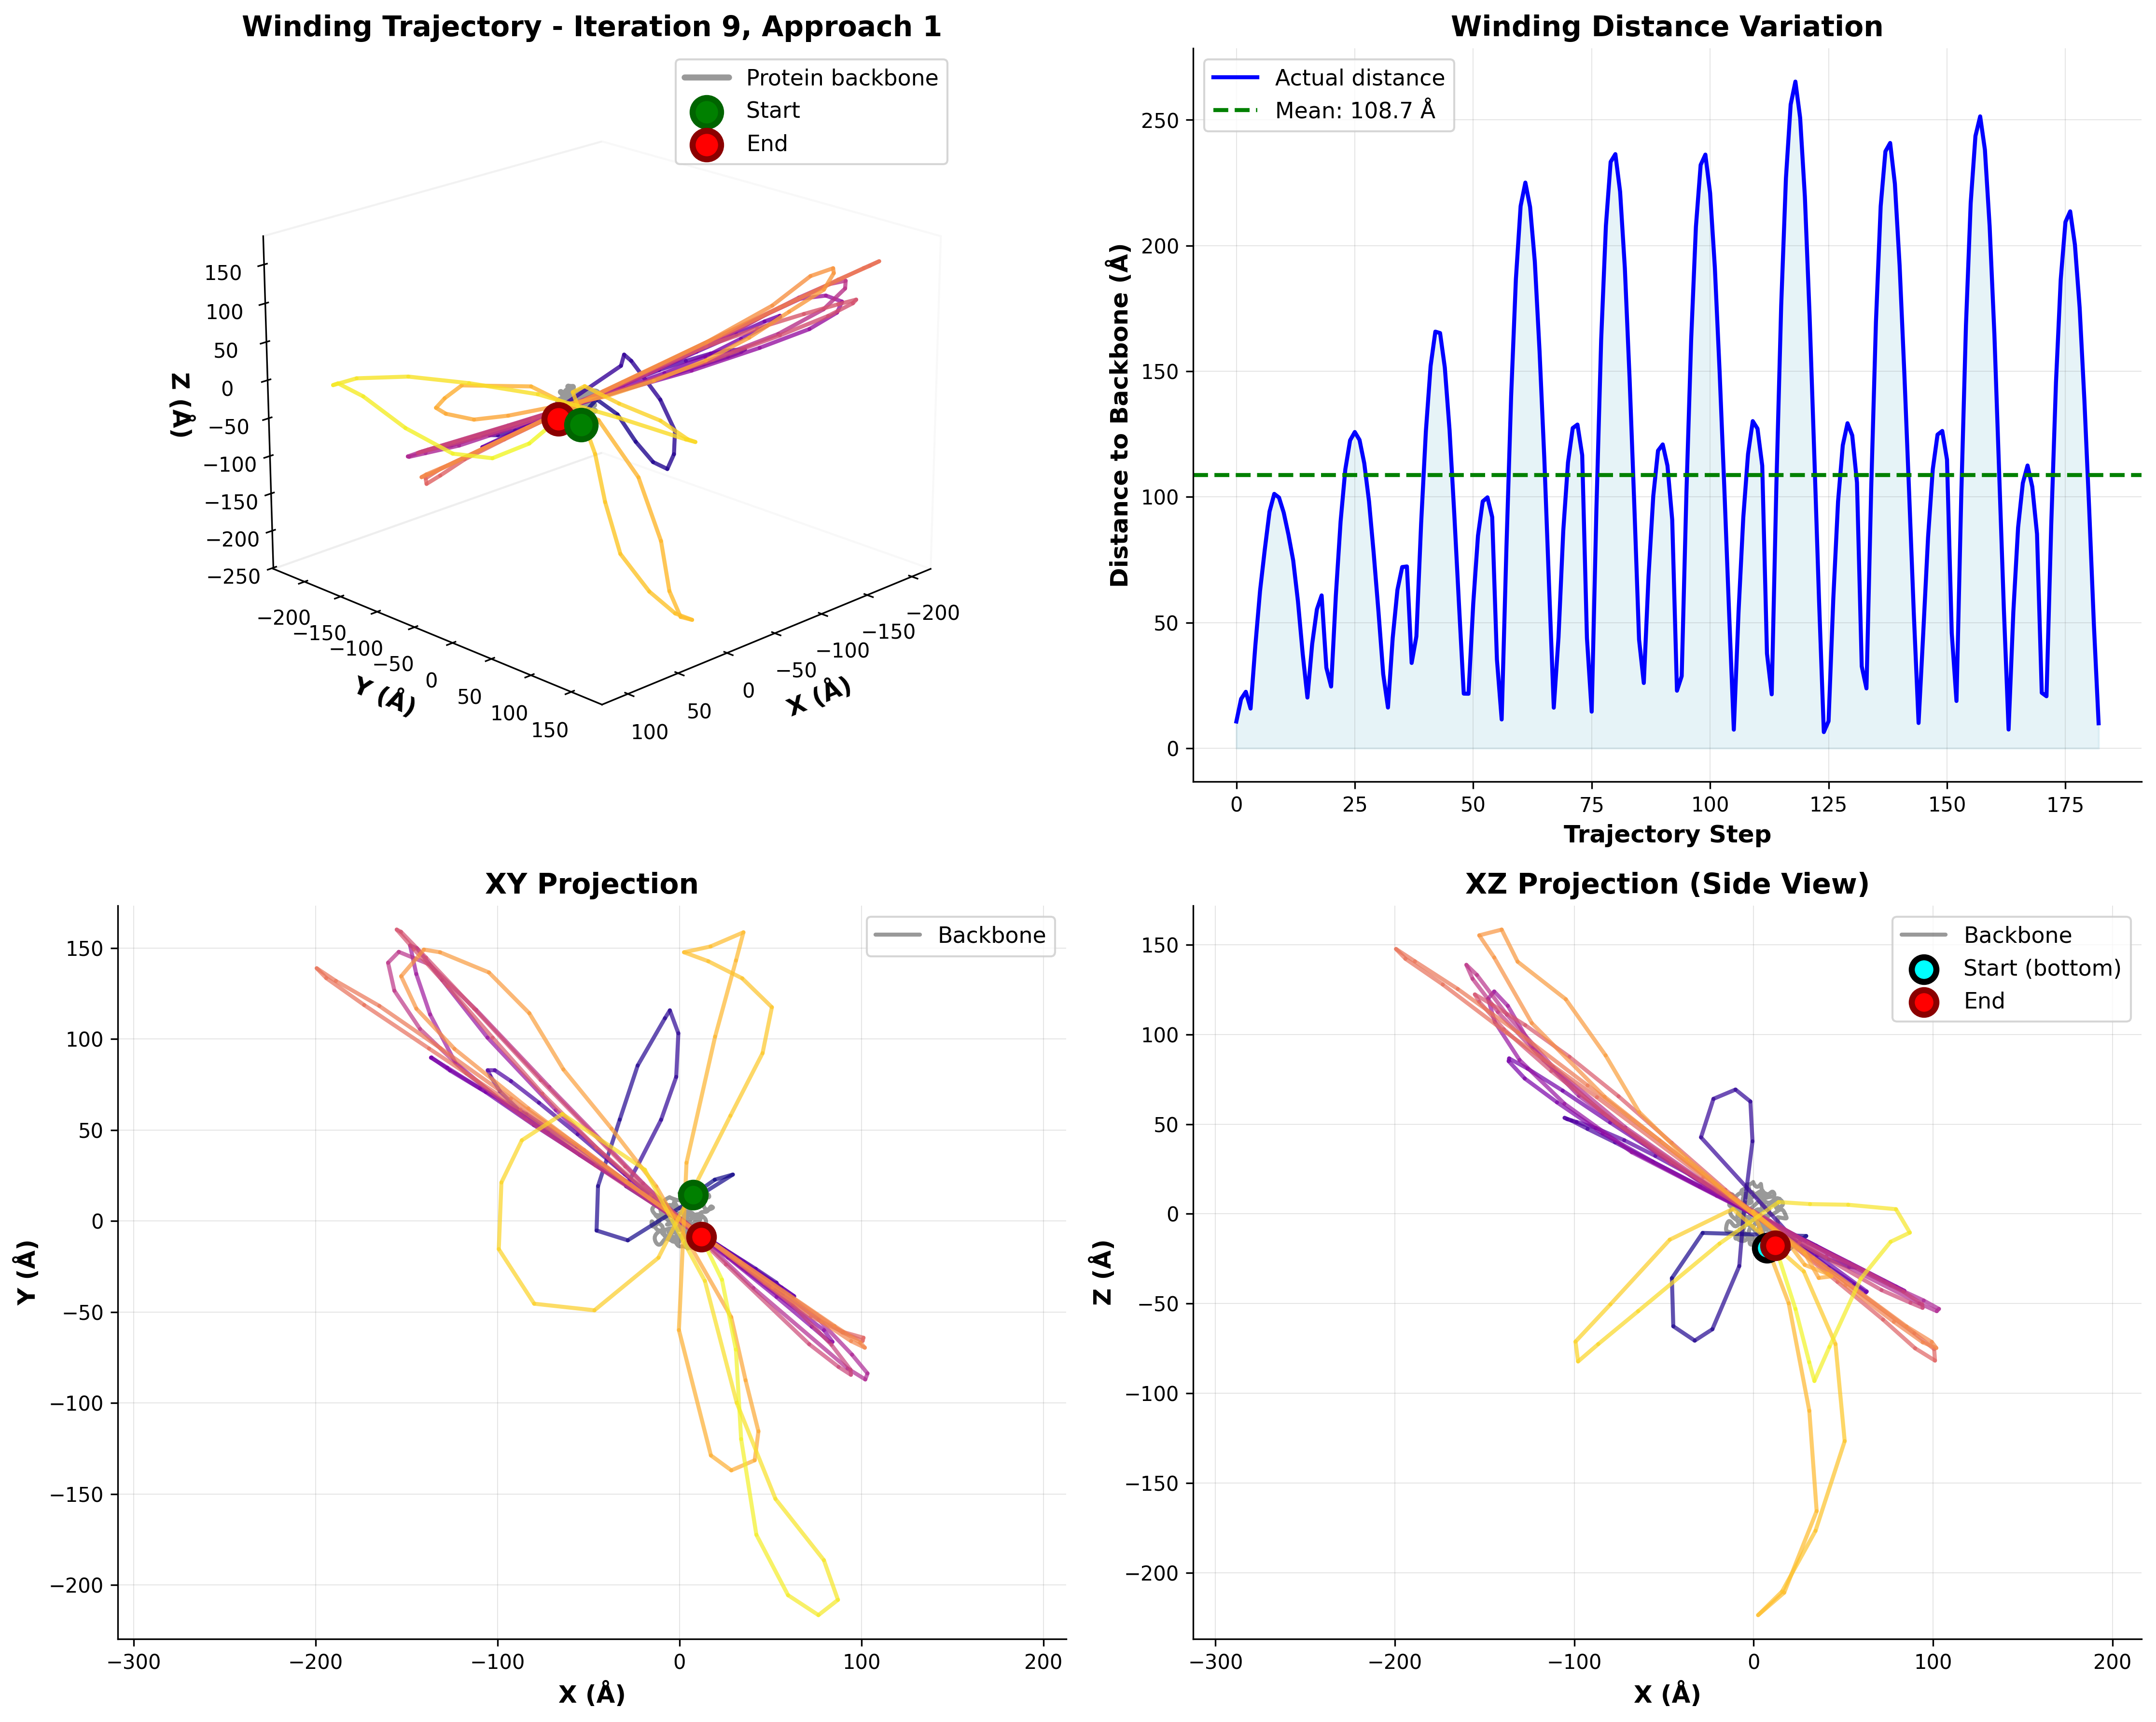 Winding Trajectory - Iteration 9, Approach 1
Protein backbone
Start
End
150
100
50
0
−50
−100
−150
−200
−250
Z (Å)
−200
−150
−100
−50
0
50
100
150
Y (Å)
100
50
0
−50
−100
−150
−200
X (Å)
Winding Distance Variation
Actual distance
Mean: 108.7 Å
250
200
150
100
50
0
Distance to Backbone (Å)
0 25 50 75 100 125 150 175
Trajectory Step
XY Projection
Backbone
150
100
50
0
−50
−100
−150
−200
Y (Å)
−300 −200 −100 0 100 200
X (Å)
XZ Projection (Side View)
Backbone
Start (bottom)
End
150
100
50
0
−50
−100
−150
−200
Z (Å)
−300 −200 −100 0 100 200
X (Å)